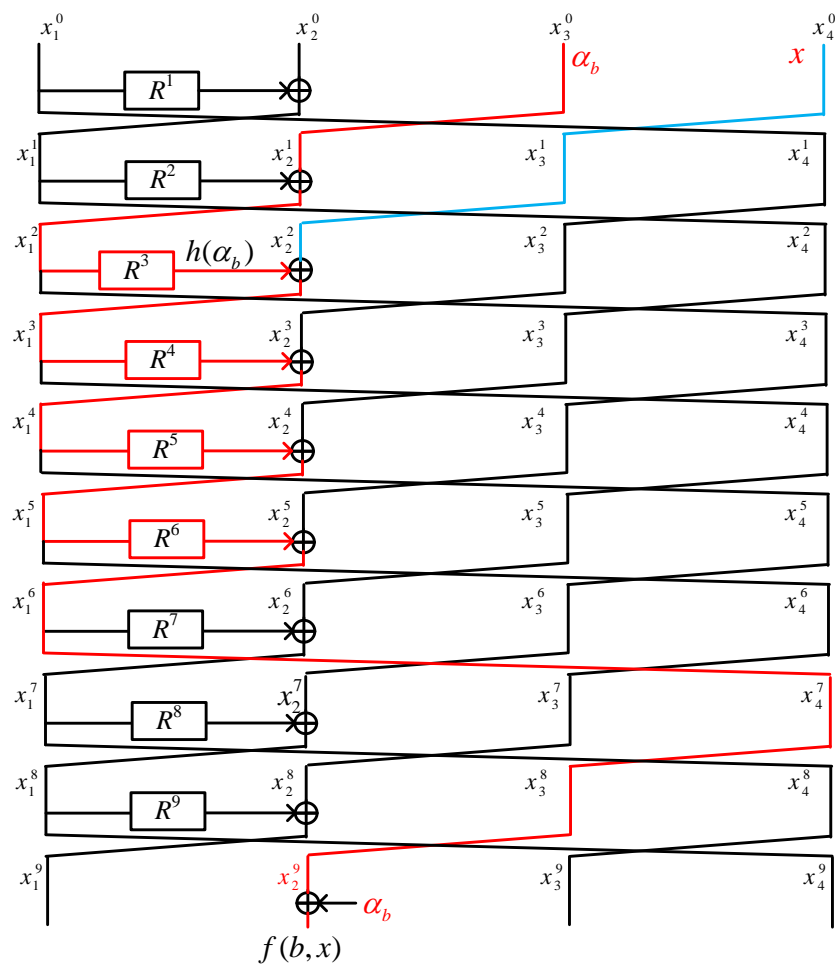 x_1^0 x_2^0 x_3^0 x_4^0
α_b x
R^1
x_1^1 x_2^1 x_3^1 x_4^1
R^2
x_1^2 x_2^2 x_3^2 x_4^2
R^3 h(α_b)
x_1^3 x_2^3 x_3^3 x_4^3
R^4
x_1^4 x_2^4 x_3^4 x_4^4
R^5
x_1^5 x_2^5 x_3^5 x_4^5
R^6
x_1^6 x_2^6 x_3^6 x_4^6
R^7
x_1^7 x_2^7 x_3^7 x_4^7
R^8
x_1^8 x_2^8 x_3^8 x_4^8
R^9
x_1^9 x_2^9 x_3^9 x_4^9
α_b
f(b,x)